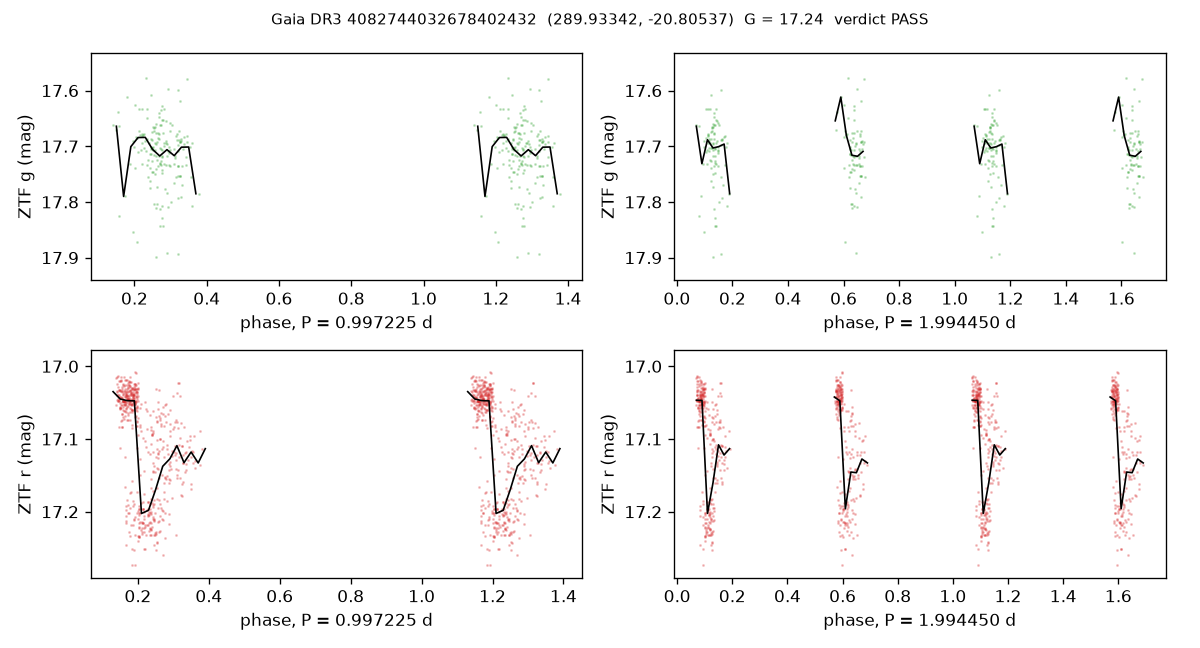 Gaia DR3 4082744032678402432  (289.93342, -20.80537)  G = 17.24  verdict PASS
ZTF g (mag)
17.6
17.7
17.8
17.9
0.2 0.4 0.6 0.8 1.0 1.2 1.4
phase, P = 0.997225 d
ZTF g (mag)
17.6
17.7
17.8
17.9
0.0 0.2 0.4 0.6 0.8 1.0 1.2 1.4 1.6
phase, P = 1.994450 d
ZTF r (mag)
17.0
17.1
17.2
0.2 0.4 0.6 0.8 1.0 1.2 1.4
phase, P = 0.997225 d
ZTF r (mag)
17.0
17.1
17.2
0.0 0.2 0.4 0.6 0.8 1.0 1.2 1.4 1.6
phase, P = 1.994450 d